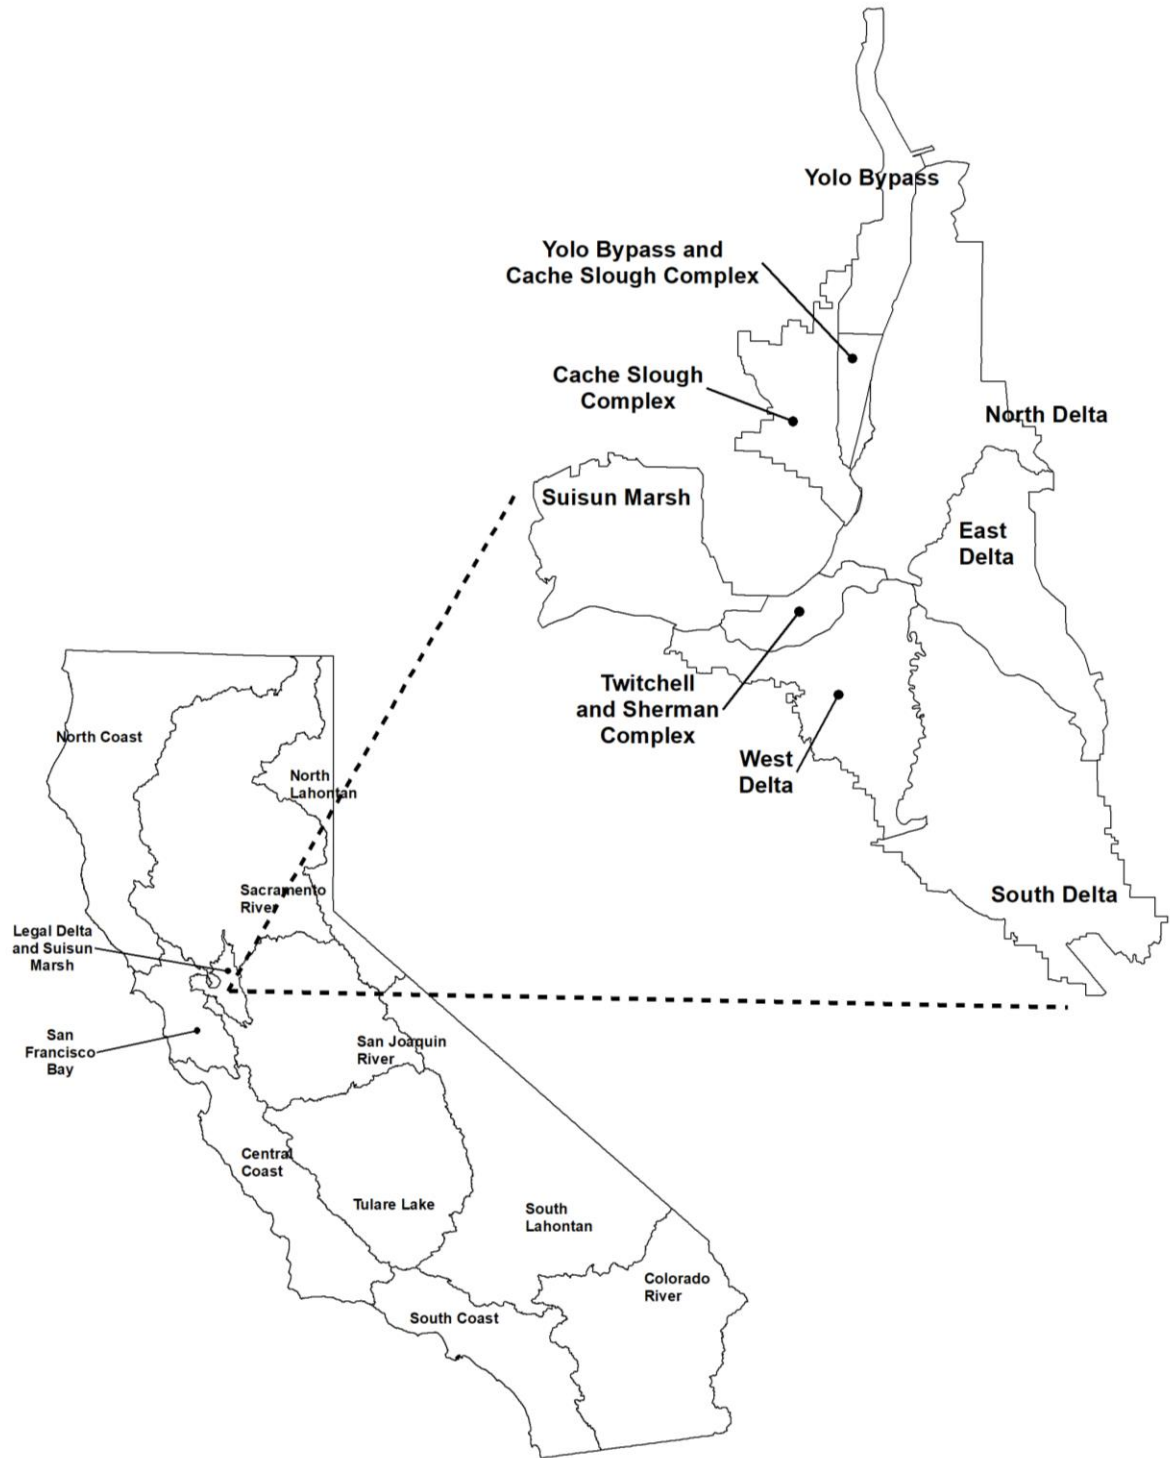 Yolo Bypass
Yolo Bypass and
Cache Slough Complex
Cache Slough
Complex
North Delta
Suisun Marsh
East
Delta
Twitchell
and Sherman
Complex
West
Delta
South Delta
North Coast
North
Lahontan
Sacramento
River
Legal Delta
and Suisun
Marsh
San
Francisco
Bay
San Joaquin
River
Central
Coast
Tulare Lake
South
Lahontan
Colorado
River
South Coast